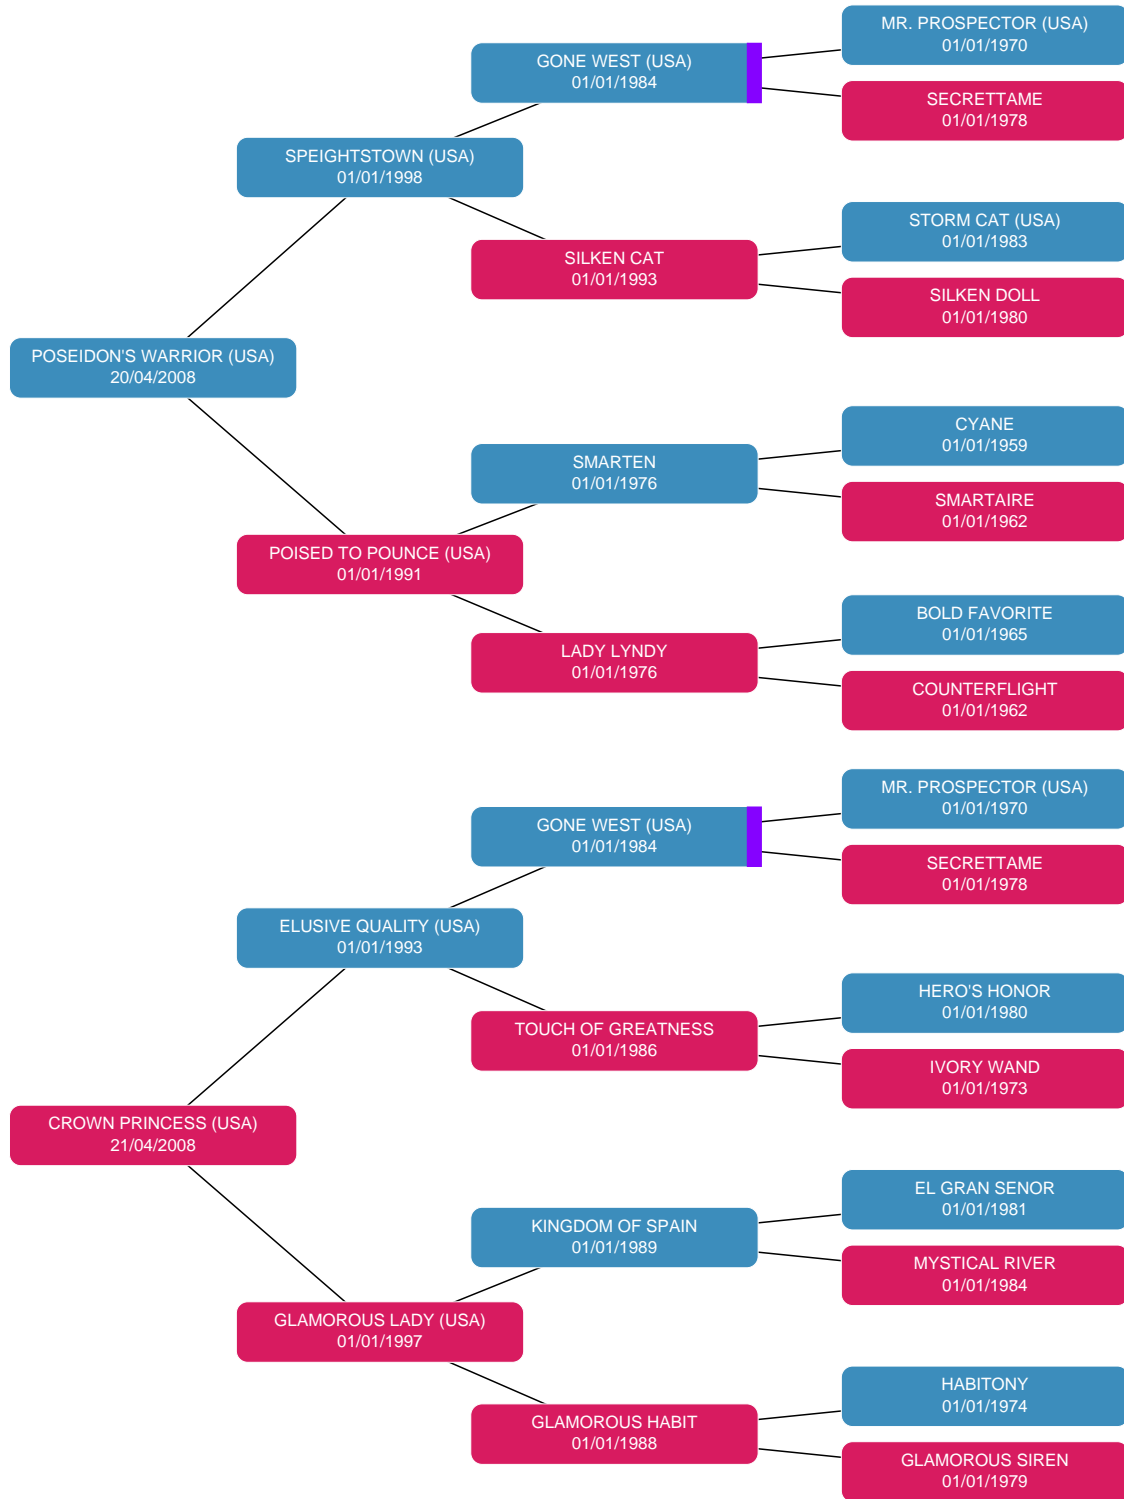 MR. PROSPECTOR (USA)
01/01/1970
GONE WEST (USA)
01/01/1984
SECRETTAME
01/01/1978
SPEIGHTSTOWN (USA)
01/01/1998
STORM CAT (USA)
01/01/1983
SILKEN CAT
01/01/1993
SILKEN DOLL
01/01/1980
POSEIDON'S WARRIOR (USA)
20/04/2008
CYANE
01/01/1959
SMARTEN
01/01/1976
SMARTAIRE
01/01/1962
POISED TO POUNCE (USA)
01/01/1991
BOLD FAVORITE
01/01/1965
LADY LYNDY
01/01/1976
COUNTERFLIGHT
01/01/1962
MR. PROSPECTOR (USA)
01/01/1970
GONE WEST (USA)
01/01/1984
SECRETTAME
01/01/1978
ELUSIVE QUALITY (USA)
01/01/1993
HERO'S HONOR
01/01/1980
TOUCH OF GREATNESS
01/01/1986
IVORY WAND
01/01/1973
CROWN PRINCESS (USA)
21/04/2008
EL GRAN SENOR
01/01/1981
KINGDOM OF SPAIN
01/01/1989
MYSTICAL RIVER
01/01/1984
GLAMOROUS LADY (USA)
01/01/1997
HABITONY
01/01/1974
GLAMOROUS HABIT
01/01/1988
GLAMOROUS SIREN
01/01/1979